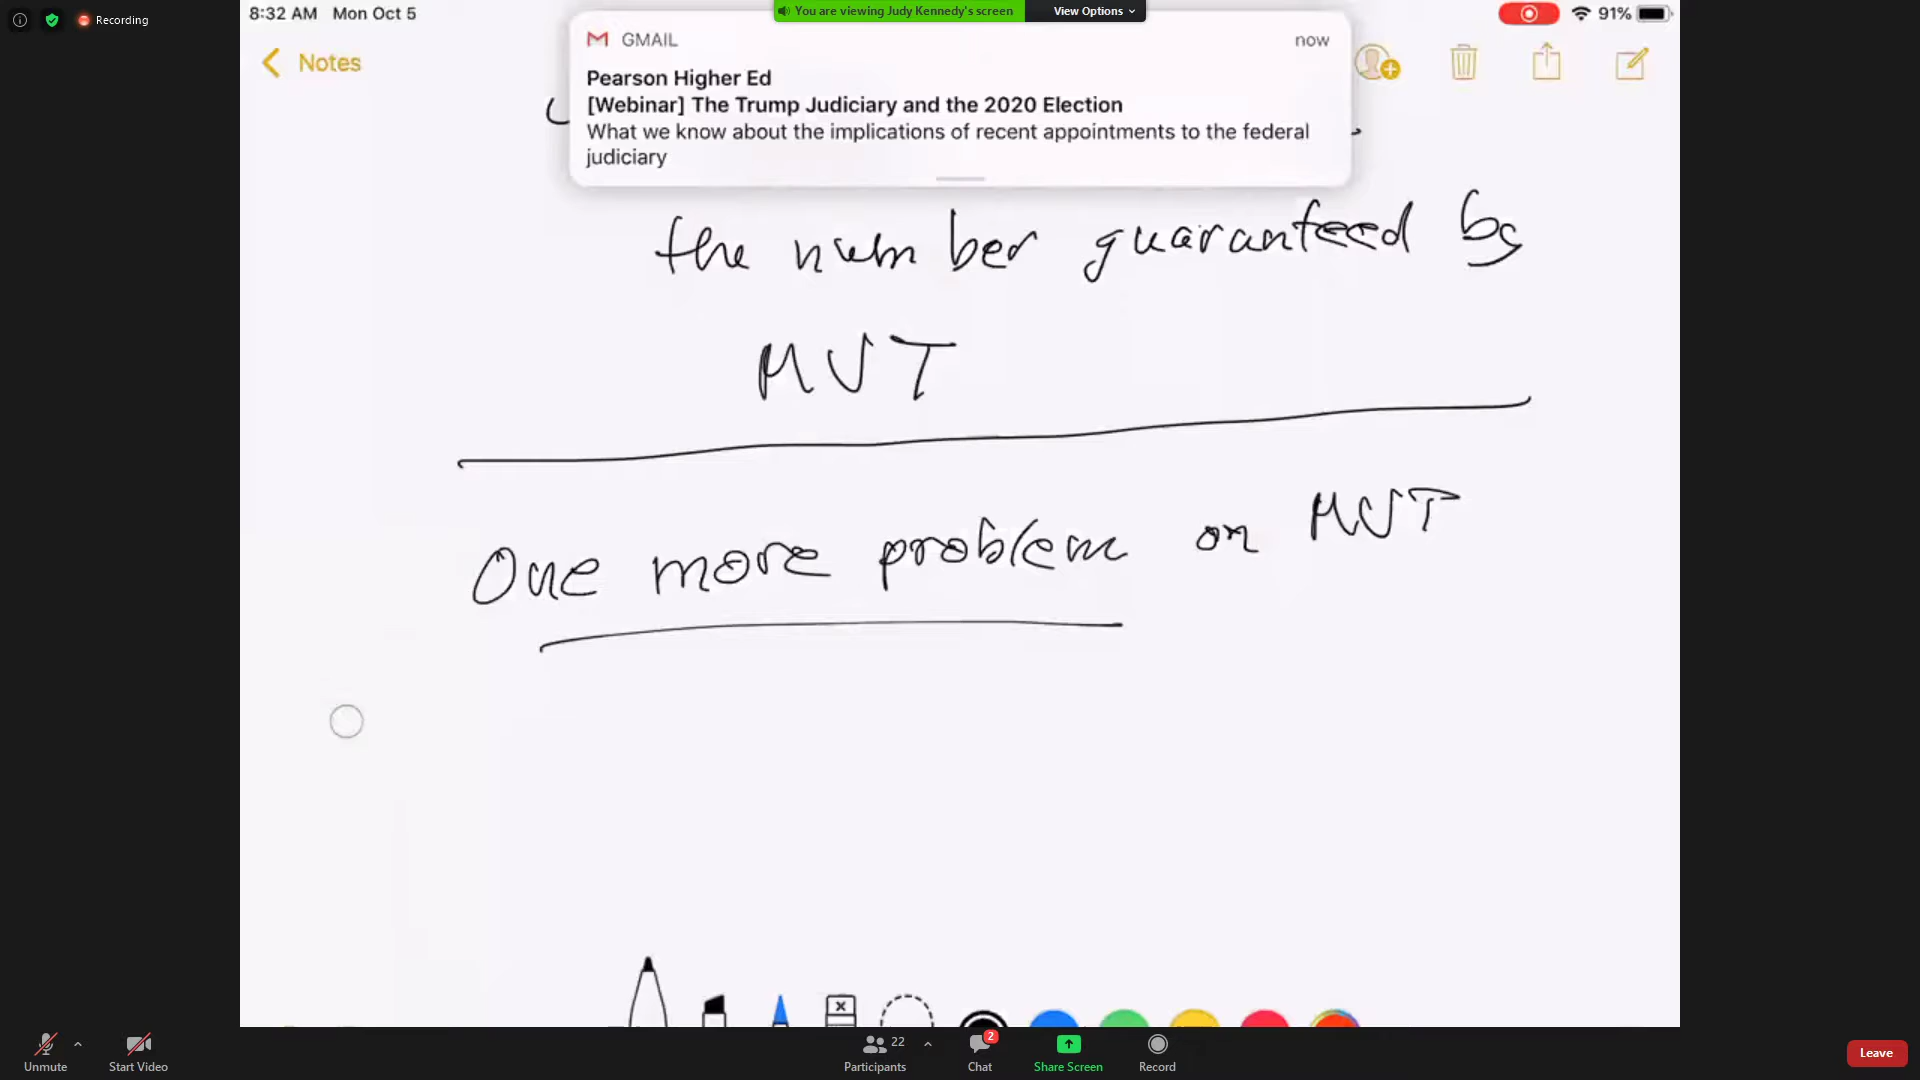 Recording
8:32 AM Mon Oct 5
You are viewing Judy Kennedy's screen
View Options
91%
Notes
GMAIL
now
Pearson Higher Ed
[Webinar] The Trump Judiciary and the 2020 Election
What we know about the implications of recent appointments to the federal
judiciary
the number guaranteed by
MVT
One more problem on MVT
Unmute
Start Video
22
Participants
2
Chat
Share Screen
Record
Leave